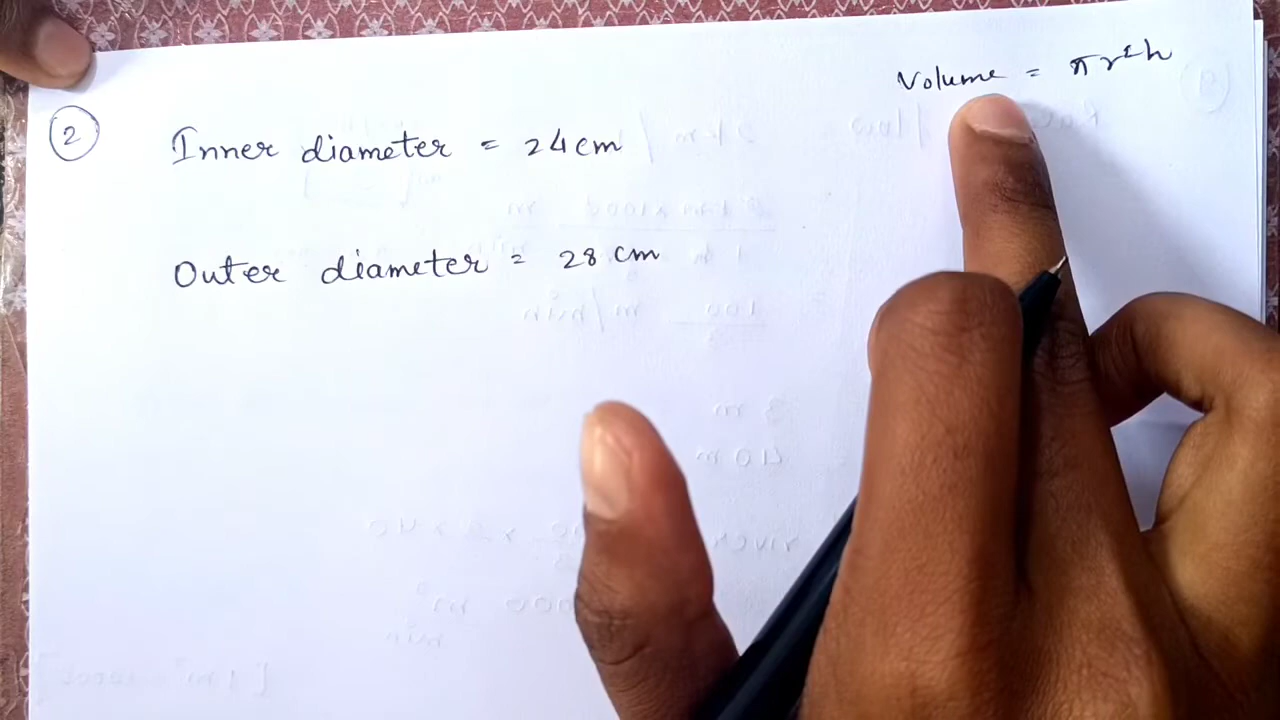 Volume = πr²h
2 Inner diameter = 24cm
Outer diameter = 28 cm